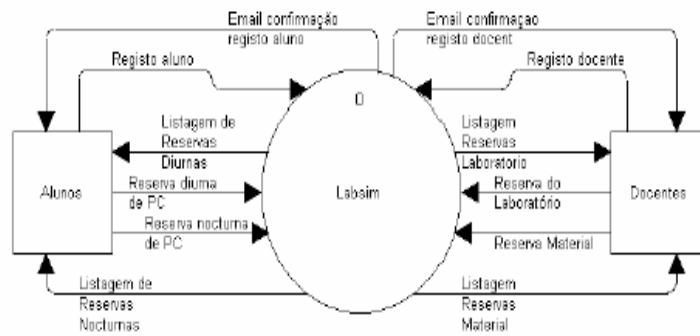 Email confirmação
registo aluno
Email confirmaçao
registo docent
Registo aluno
Registo docente
0
Listagem de
Reservas
Diurnas
Listagem
Reservas
Laboratorio
Alunos
Reserva diurna
de PC
Labsim
Reserva do
Laboratório
Docentes
Reserva nocturna
de PC
Reserva Material
Listagem de
Reservas
Nocturnas
Listagem
Reservas
Material